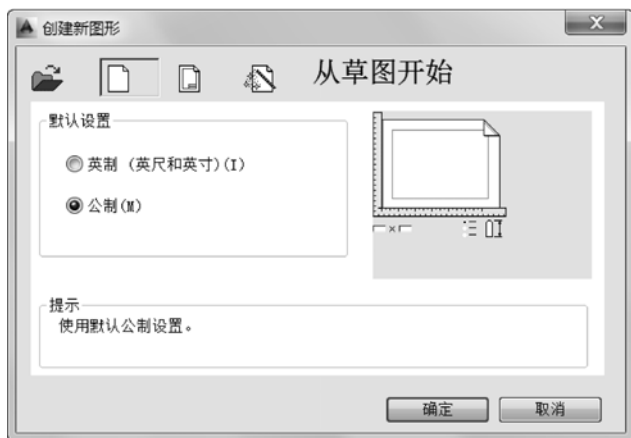 创建新图形
从草图开始
默认设置
英制 (英尺和英寸)(I)
公制(M)
提示
使用默认公制设置。
确定
取消